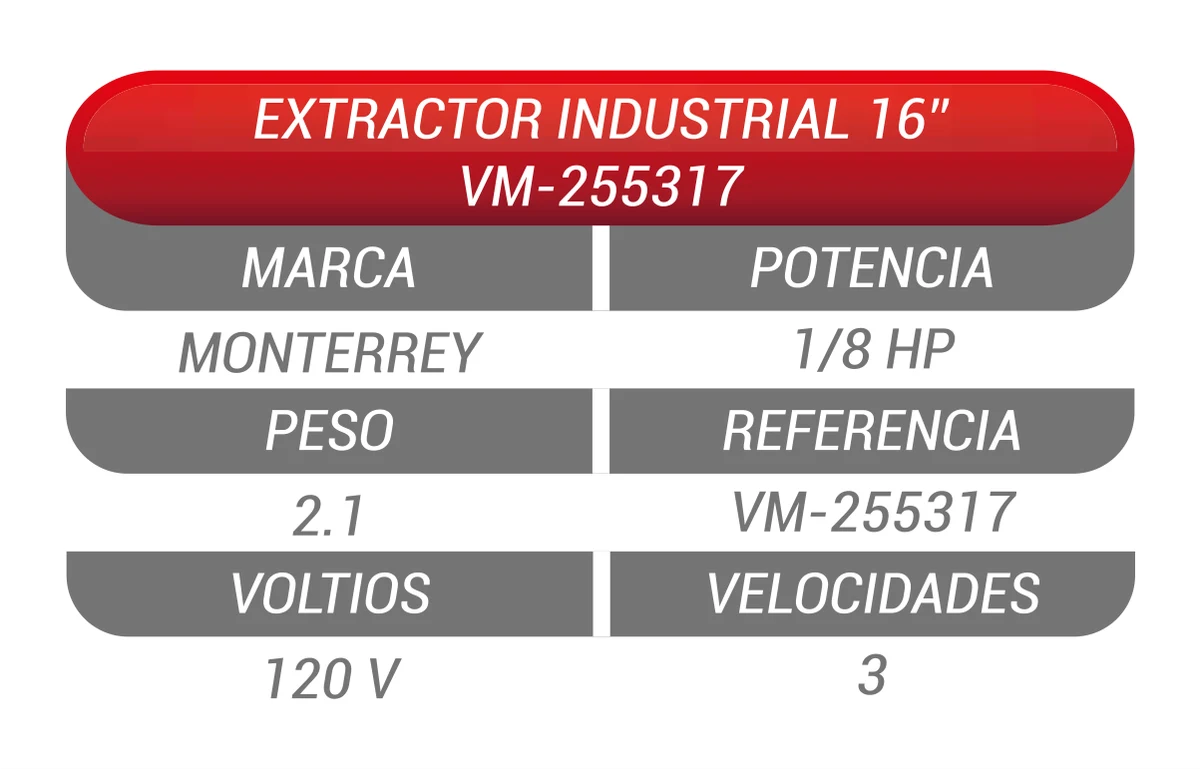 EXTRACTOR INDUSTRIAL 16"
VM-255317
MARCA
POTENCIA
MONTERREY
1/8 HP
PESO
REFERENCIA
2.1
VM-255317
VOLTIOS
VELOCIDADES
120 V
3